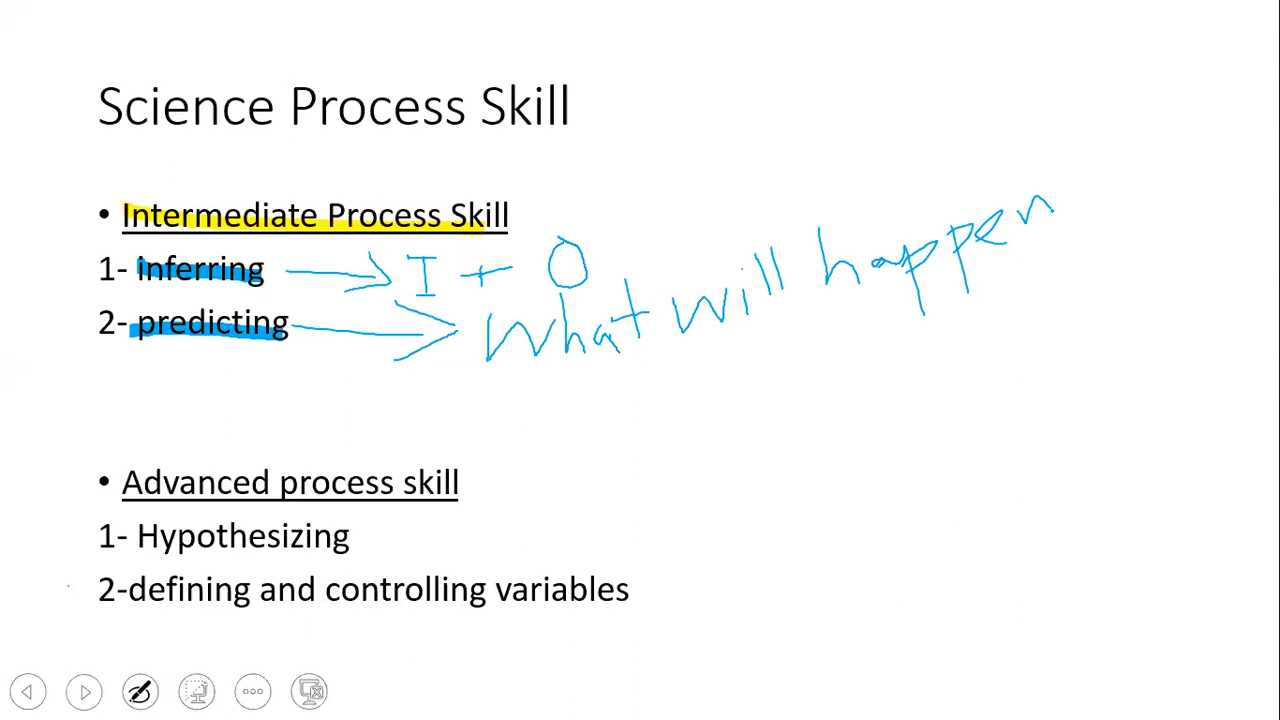 Science Process Skill
• Intermediate Process Skill
1- inferring → I + O
2- predicting → What will happen
• Advanced process skill
1- Hypothesizing
2-defining and controlling variables